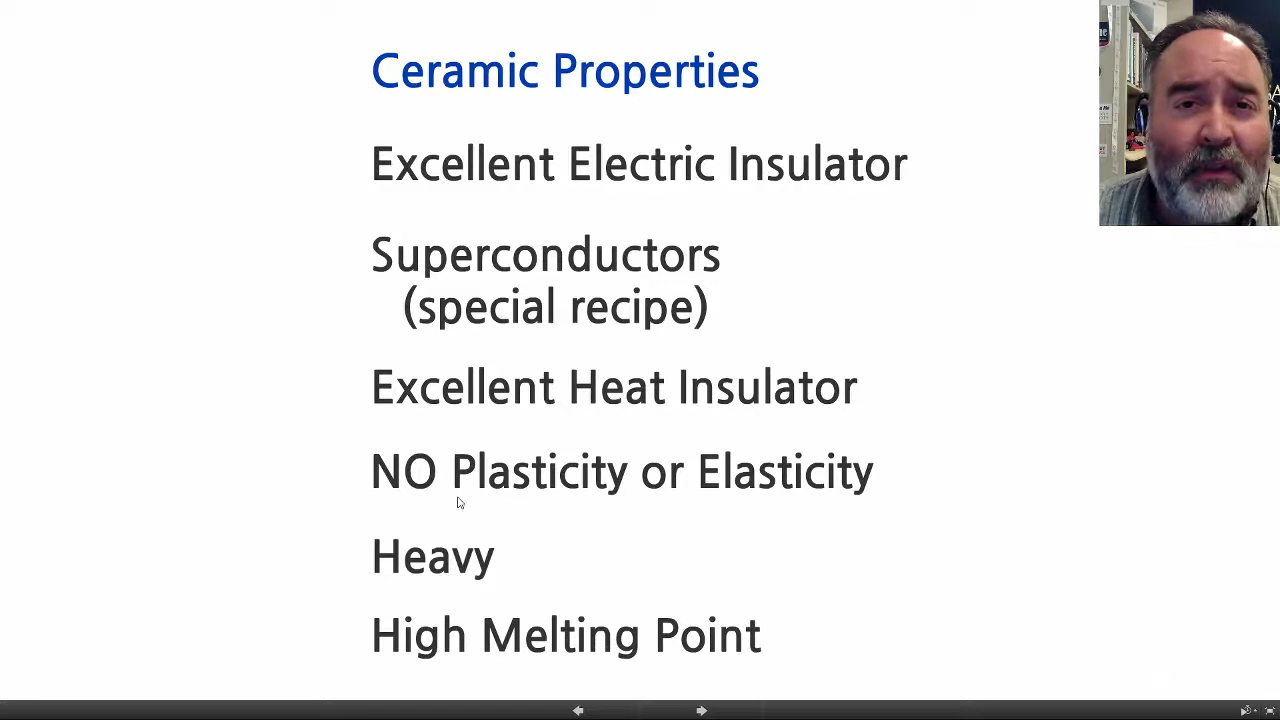 Ceramic Properties
Excellent Electric Insulator
Superconductors
(special recipe)
Excellent Heat Insulator
NO Plasticity or Elasticity
Heavy
High Melting Point